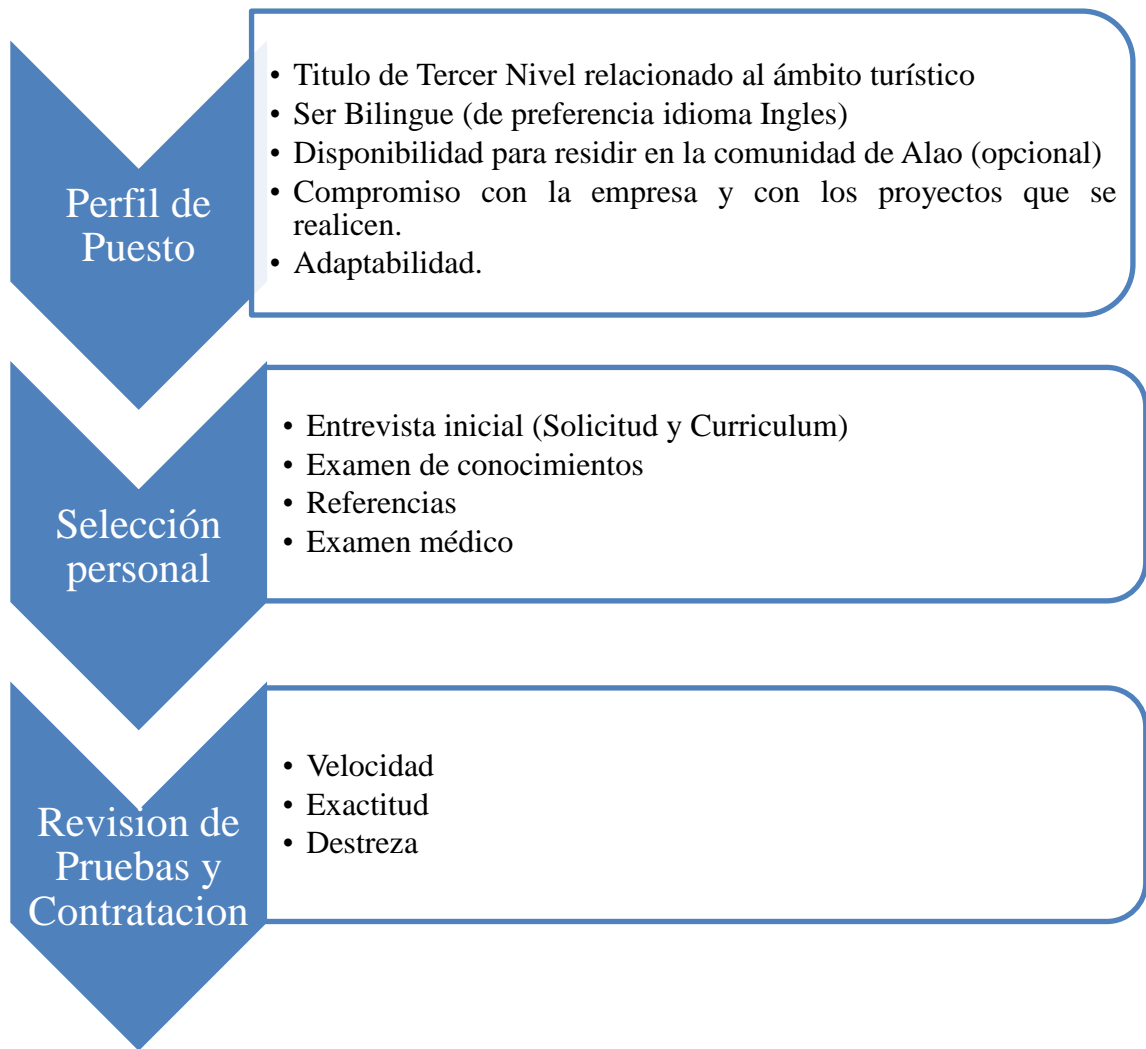 Perfil de
Puesto
• Titulo de Tercer Nivel relacionado al ámbito turístico
• Ser Bilingue (de preferencia idioma Ingles)
• Disponibilidad para residir en la comunidad de Alao (opcional)
• Compromiso con la empresa y con los proyectos que se
realicen.
• Adaptabilidad.
Selección
personal
• Entrevista inicial (Solicitud y Curriculum)
• Examen de conocimientos
• Referencias
• Examen médico
Revision de
Pruebas y
Contratacion
• Velocidad
• Exactitud
• Destreza